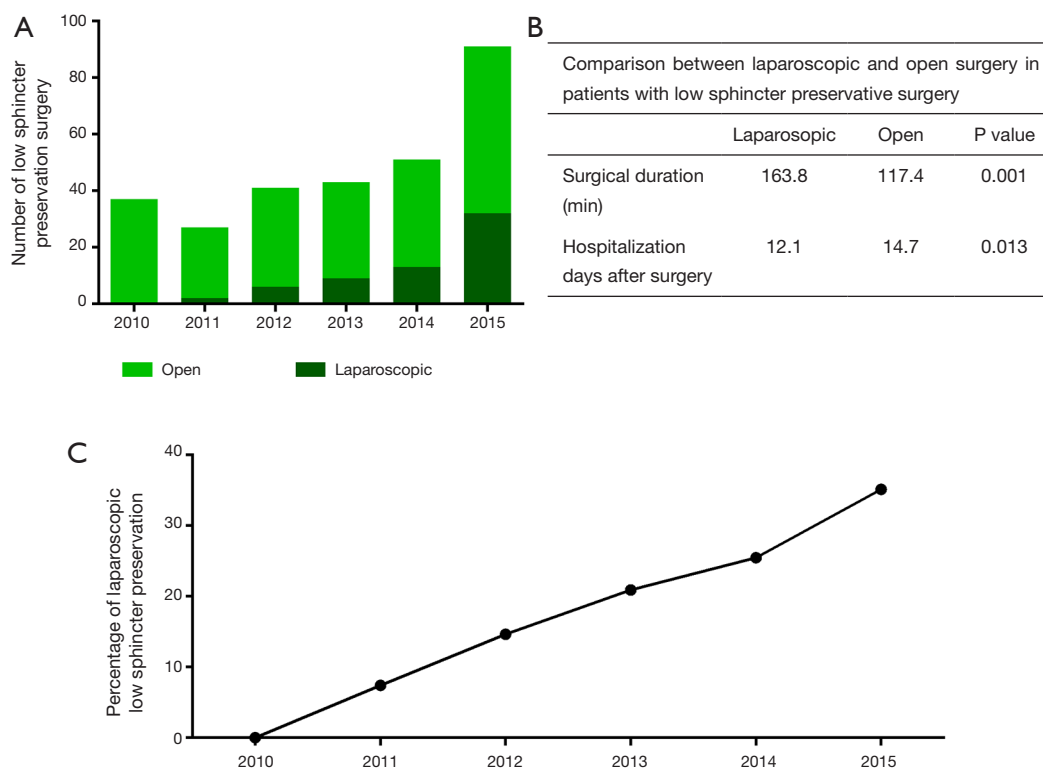 A
Number of low sphincter
preservation surgery
100
80
60
40
20
0
2010 2011 2012 2013 2014 2015
Open Laparoscopic
B
Comparison between laparoscopic and open surgery in
patients with low sphincter preservative surgery
Laparosopic Open P value
Surgical duration 163.8 117.4 0.001
(min)
Hospitalization 12.1 14.7 0.013
days after surgery
C
Percentage of laparoscopic
low sphincter preservation
40
30
20
10
0
2010 2011 2012 2013 2014 2015